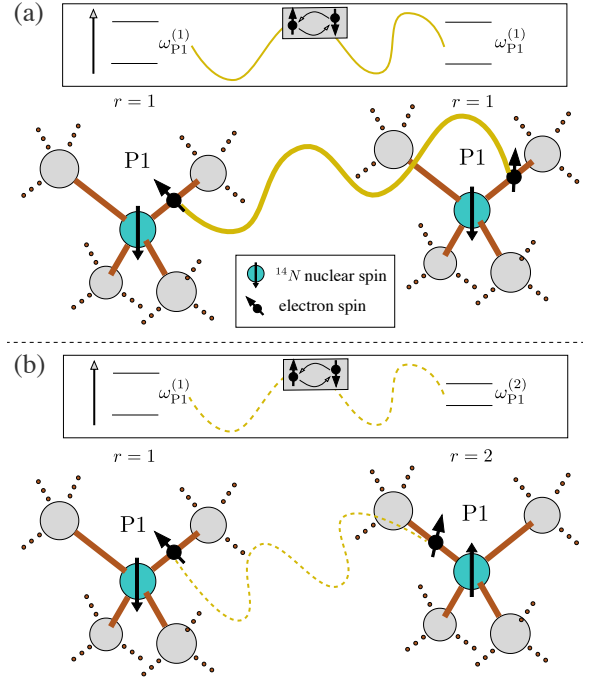 (a)
ω_P1^(1) ω_P1^(1)
r = 1 r = 1
P1 P1
^14N nuclear spin
electron spin
(b)
ω_P1^(1) ω_P1^(2)
r = 1 r = 2
P1 P1